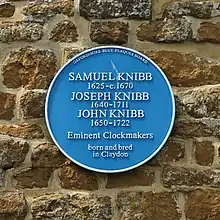 OXFORDSHIRE BLUE PLAQUES BOARD
SAMUEL KNIBB
1625-c.1670
JOSEPH KNIBB
1640-1711
JOHN KNIBB
1650-1722
Eminent Clockmakers
born and bred
in Claydon